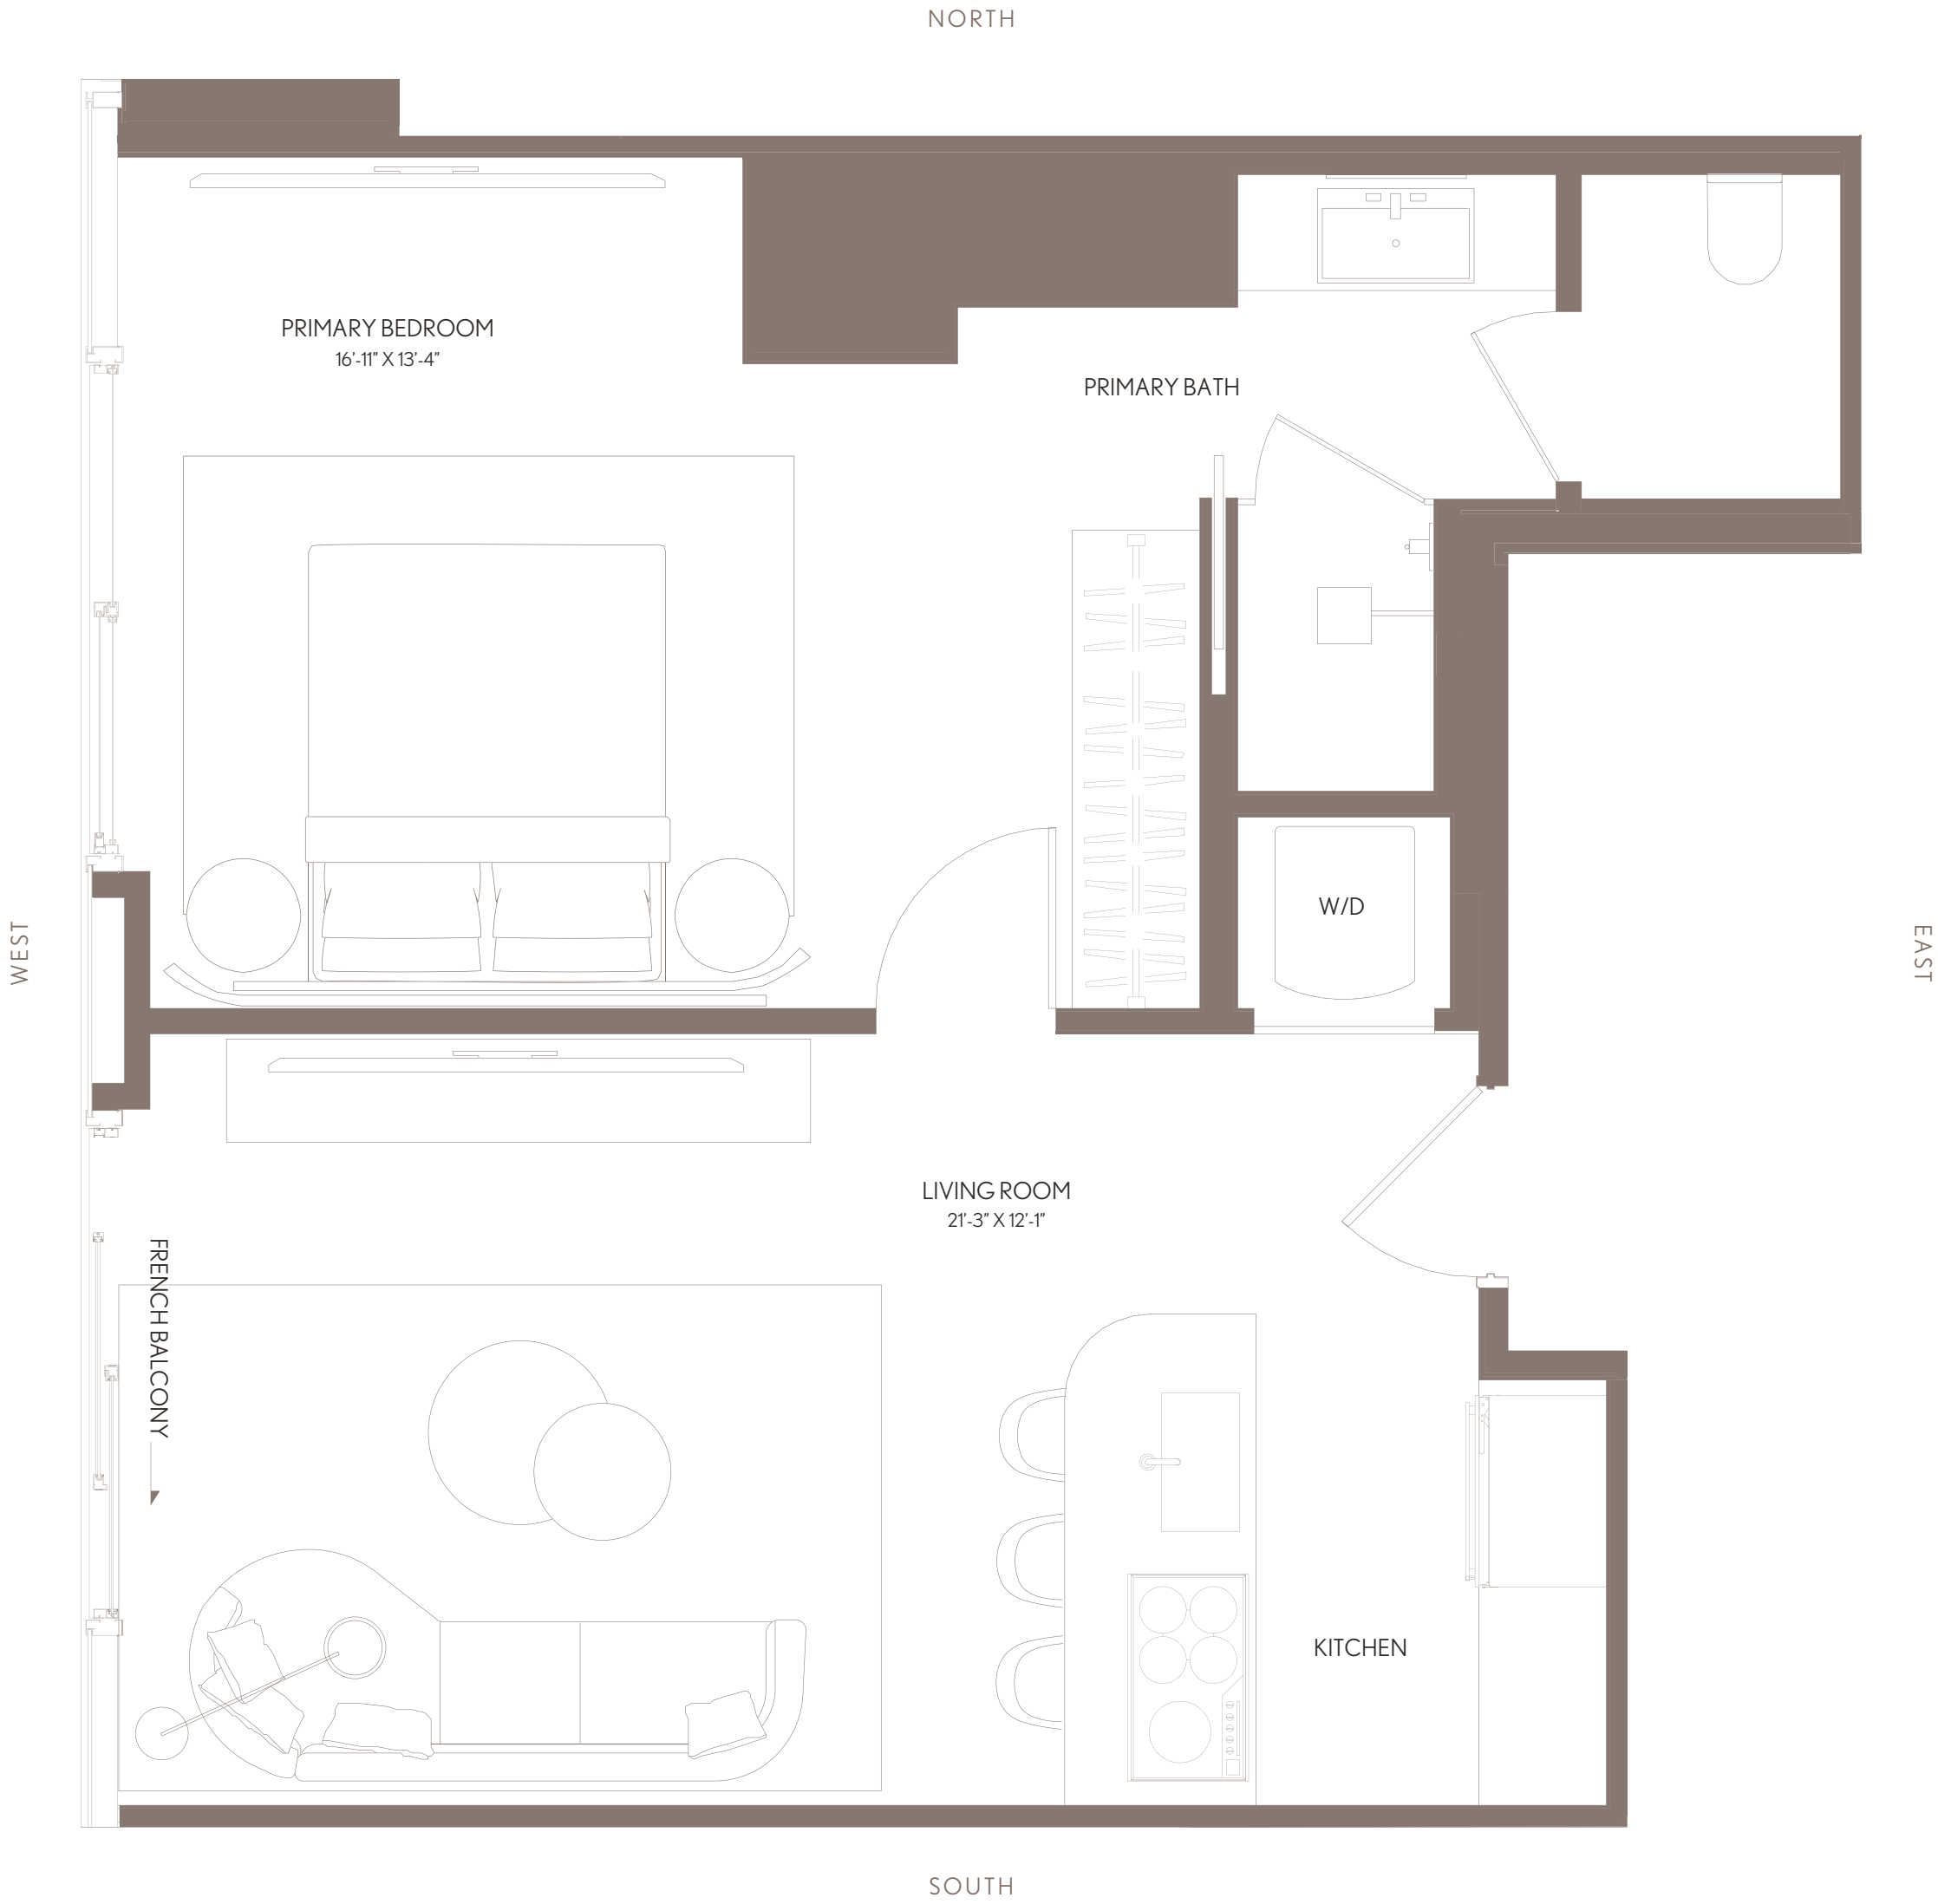 NORTH
PRIMARY BEDROOM
16'-11" X 13'-4"
PRIMARY BATH
W/D
WEST
EAST
LIVING ROOM
21'-3" X 12'-1"
FRENCH BALCONY
KITCHEN
SOUTH